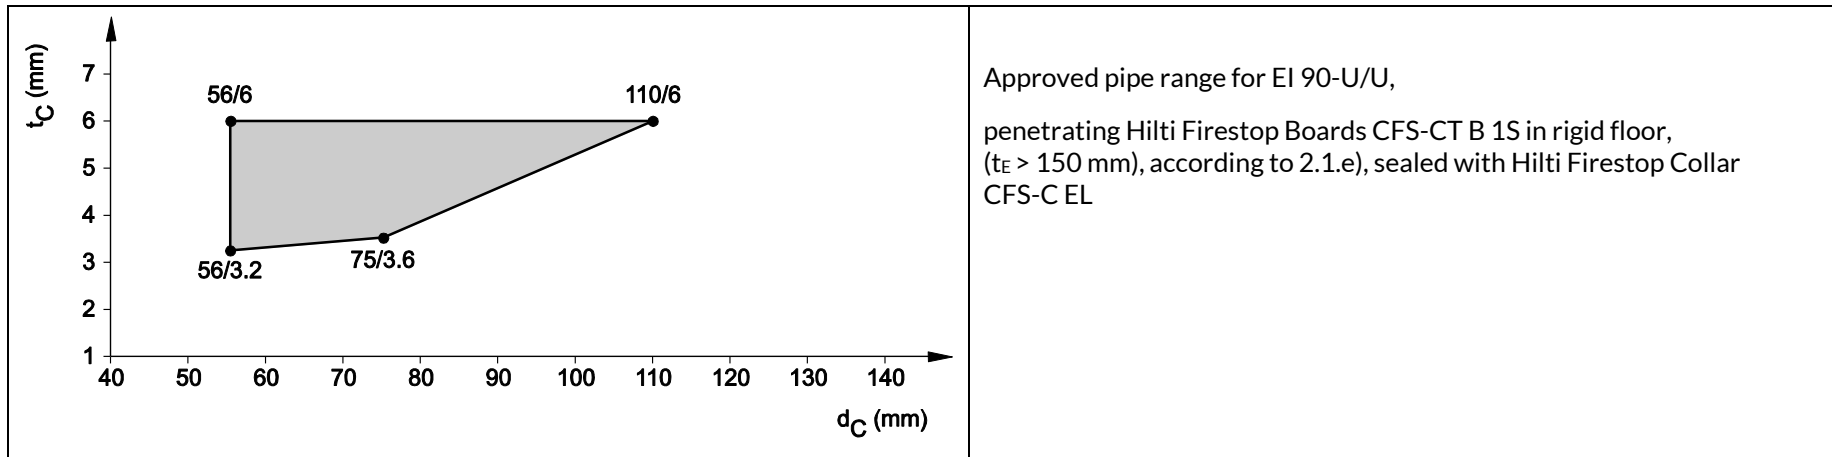 tC (mm)
7
6
5
4
3
2
1
56/6
110/6
56/3.2
75/3.6
40 50 60 70 80 90 100 110 120 130 140
dC (mm)
Approved pipe range for EI 90-U/U,
penetrating Hilti Firestop Boards CFS-CT B 1S in rigid floor,
(tE > 150 mm), according to 2.1.e), sealed with Hilti Firestop Collar
CFS-C EL